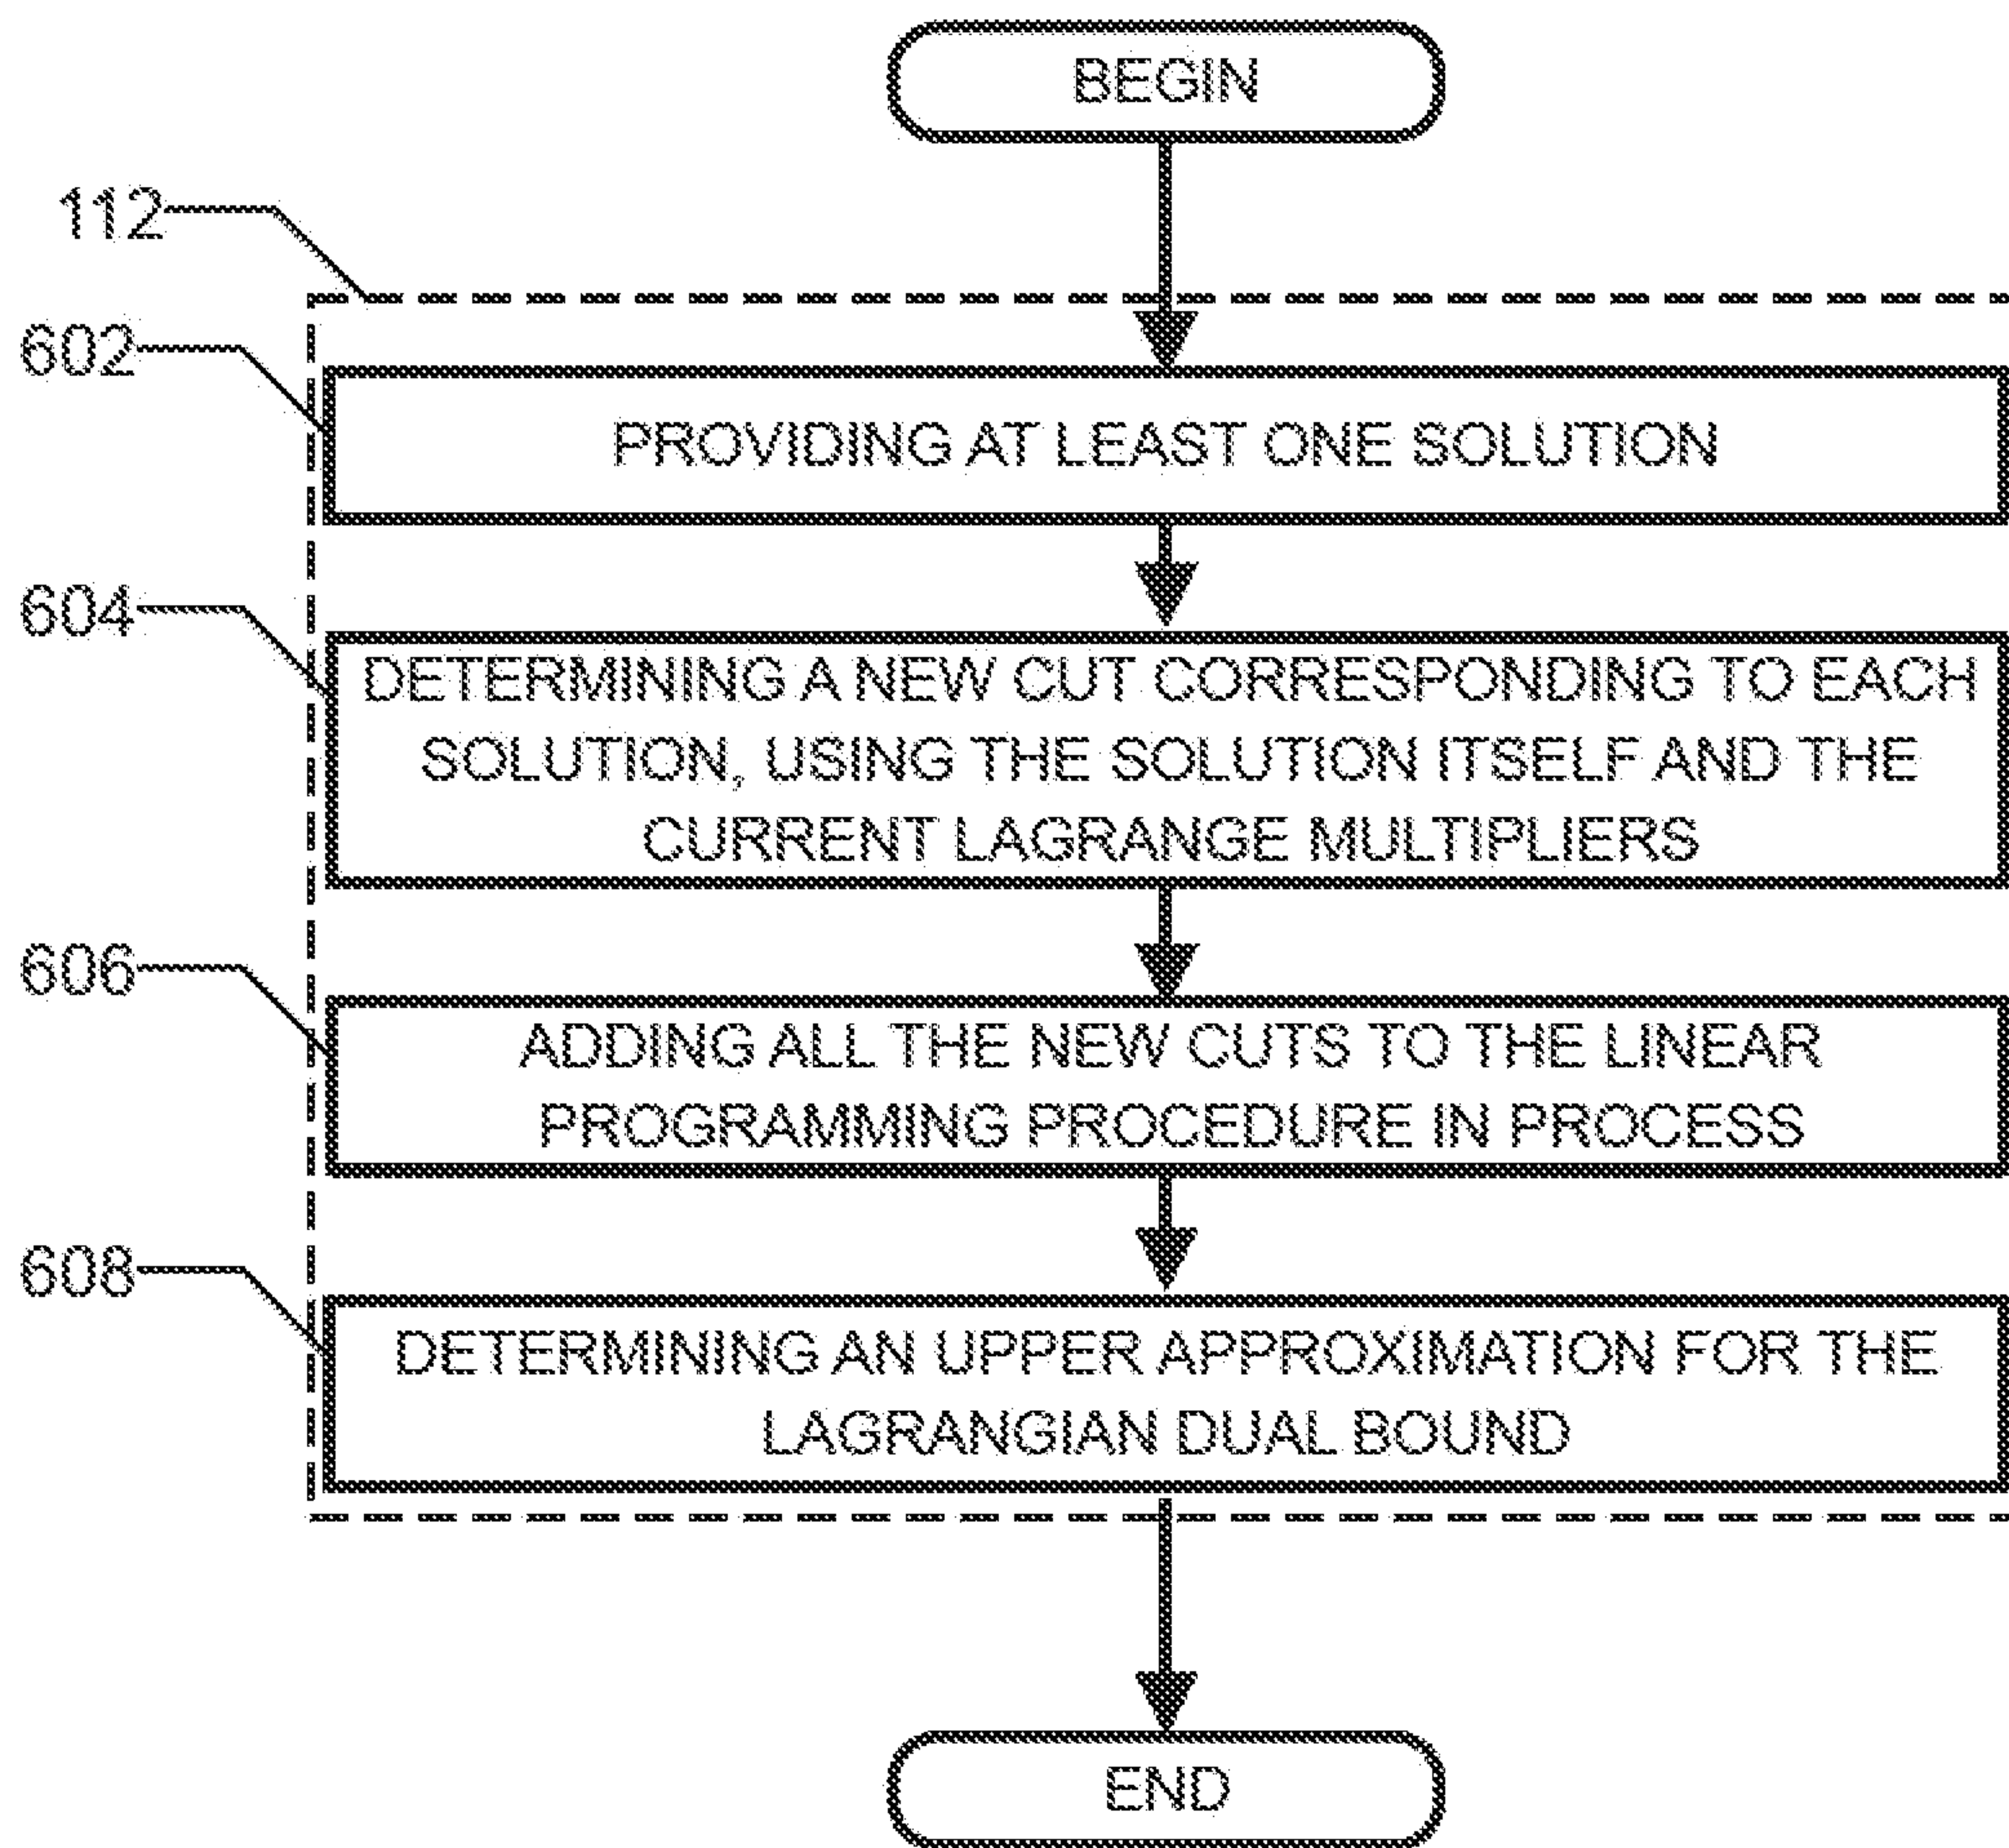 BEGIN
112
602
PROVIDING AT LEAST ONE SOLUTION
604
DETERMINING A NEW CUT CORRESPONDING TO EACH
SOLUTION, USING THE SOLUTION ITSELF AND THE
CURRENT LAGRANGE MULTIPLIERS
606
ADDING ALL THE NEW CUTS TO THE LINEAR
PROGRAMMING PROCEDURE IN PROCESS
608
DETERMINING AN UPPER APPROXIMATION FOR THE
LAGRANGIAN DUAL BOUND
END